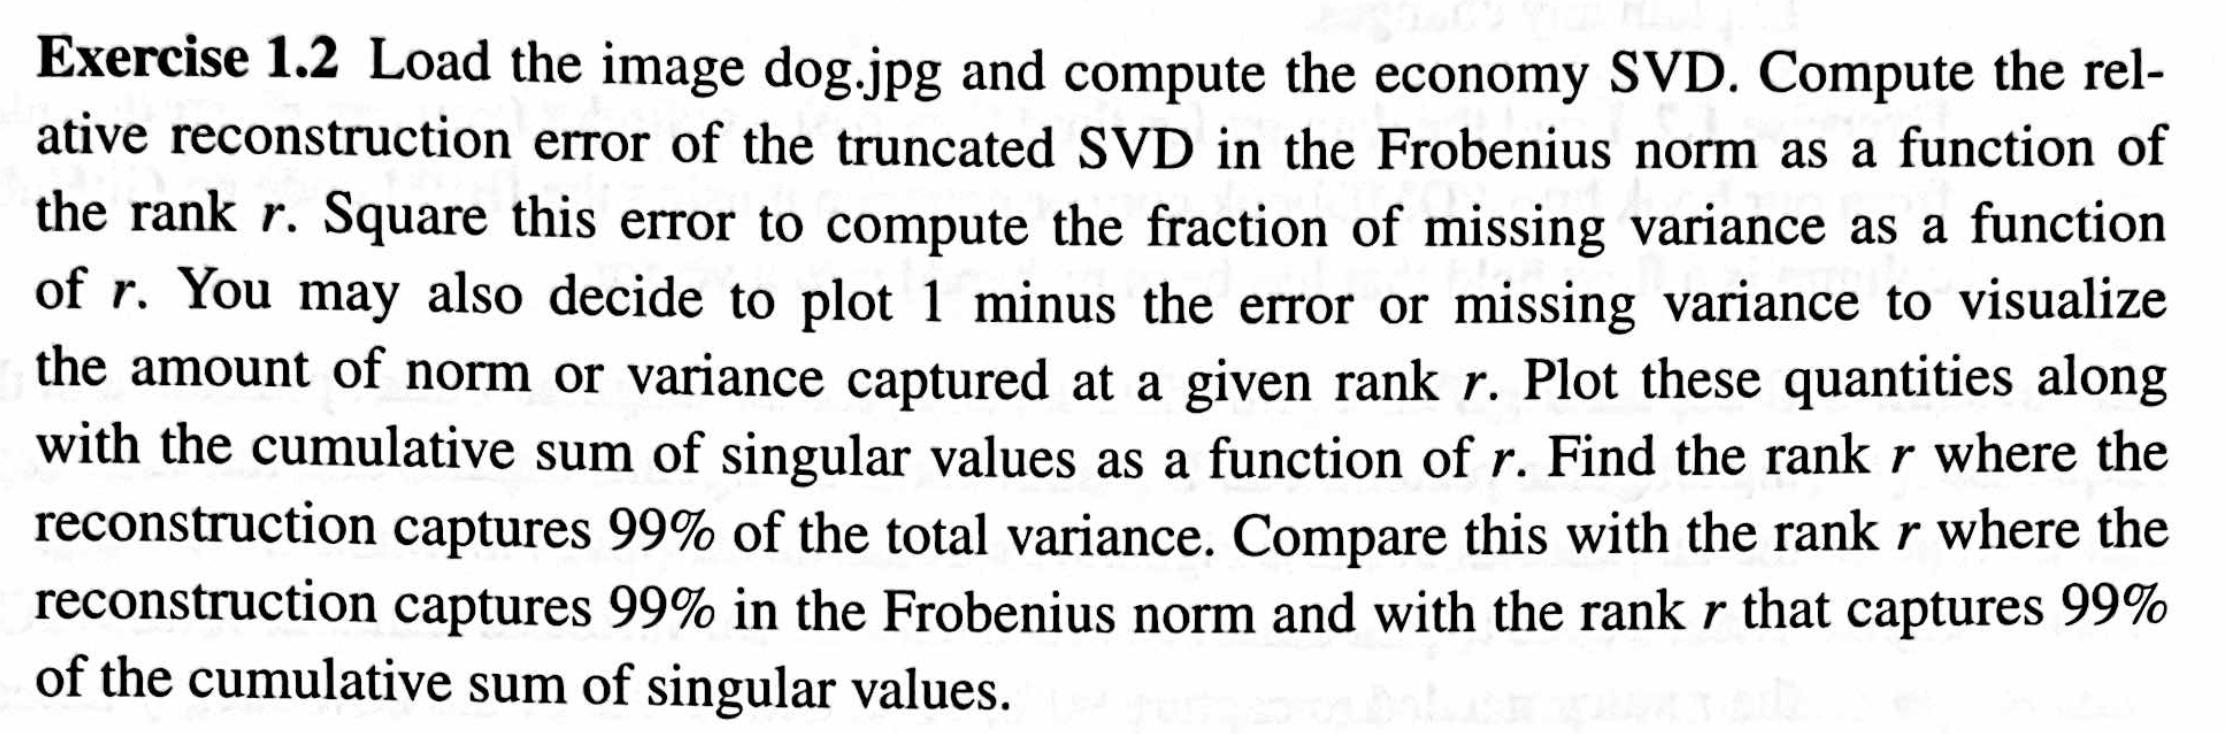 Exercise 1.2 Load the image dog.jpg and compute the economy SVD. Compute the rel-
ative reconstruction error of the truncated SVD in the Frobenius norm as a function of
the rank r. Square this error to compute the fraction of missing variance as a function
of r. You may also decide to plot 1 minus the error or missing variance to visualize
the amount of norm or variance captured at a given rank r. Plot these quantities along
with the cumulative sum of singular values as a function of r. Find the rank r where the
reconstruction captures 99% of the total variance. Compare this with the rank r where the
reconstruction captures 99% in the Frobenius norm and with the rank r that captures 99%
of the cumulative sum of singular values.